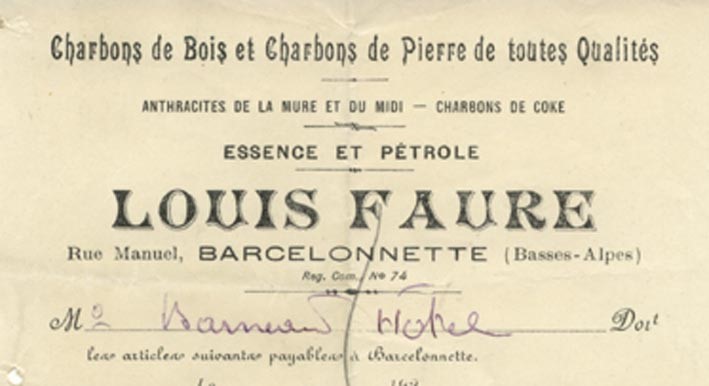 Charbons de Bois et Charbons de Pierre de toutes Qualités
ANTHRACITES DE LA MURE ET DU MIDI — CHARBONS DE COKE
ESSENCE ET PÉTROLE
LOUIS FAURE
Rue Manuel, BARCELONNETTE (Basses-Alpes)
Reg. Com. No 74
M Hôtel Doit
les articles suivants payables à Barcelonnette.